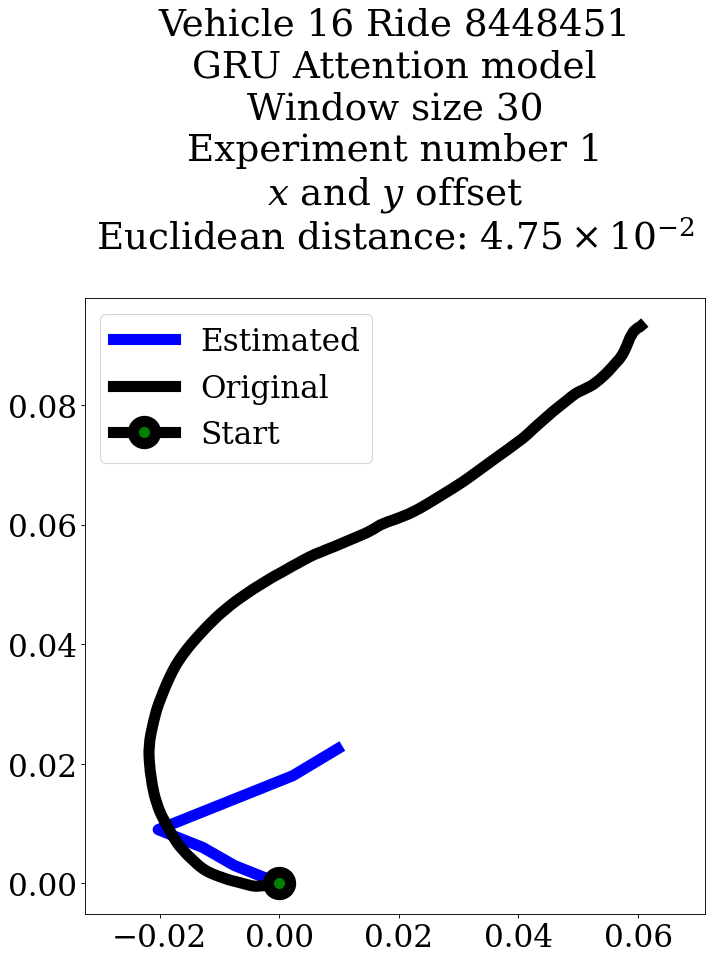 Vehicle 16 Ride 8448451
GRU Attention model
Window size 30
Experiment number 1
x and y offset
Euclidean distance: 4.75 × 10⁻²
Estimated
Original
Start
0.08
0.06
0.04
0.02
0.00
−0.02 0.00 0.02 0.04 0.06